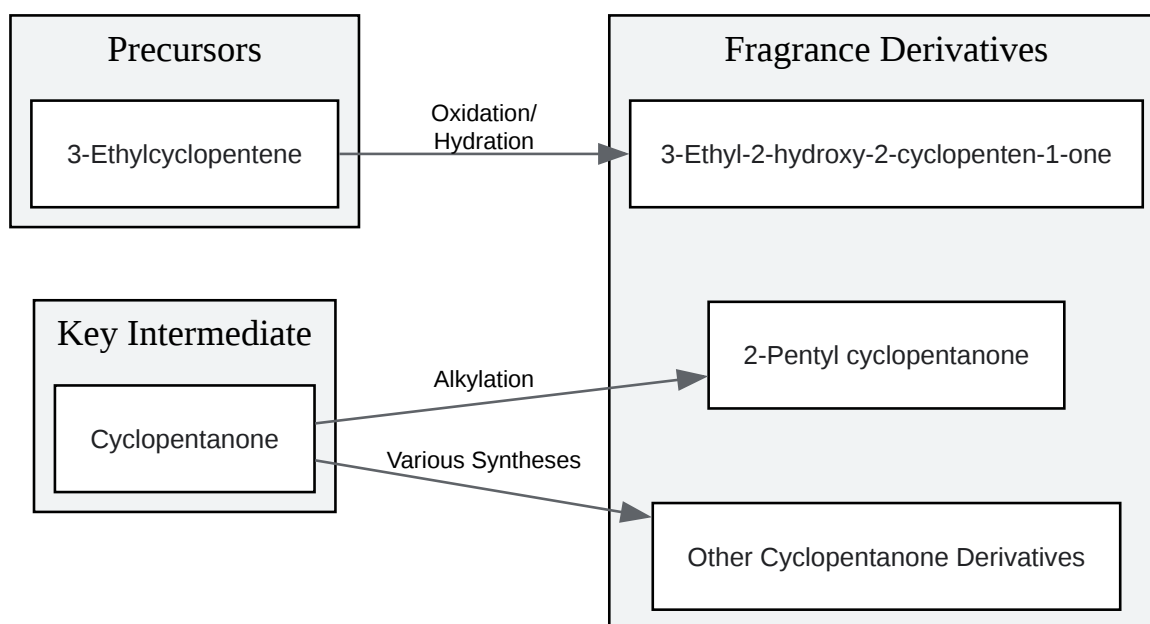 Precursors
3-Ethylcyclopentene
Oxidation/
Hydration
Fragrance Derivatives
3-Ethyl-2-hydroxy-2-cyclopenten-1-one
Key Intermediate
Cyclopentanone
Alkylation
2-Pentyl cyclopentanone
Various Syntheses
Other Cyclopentanone Derivatives